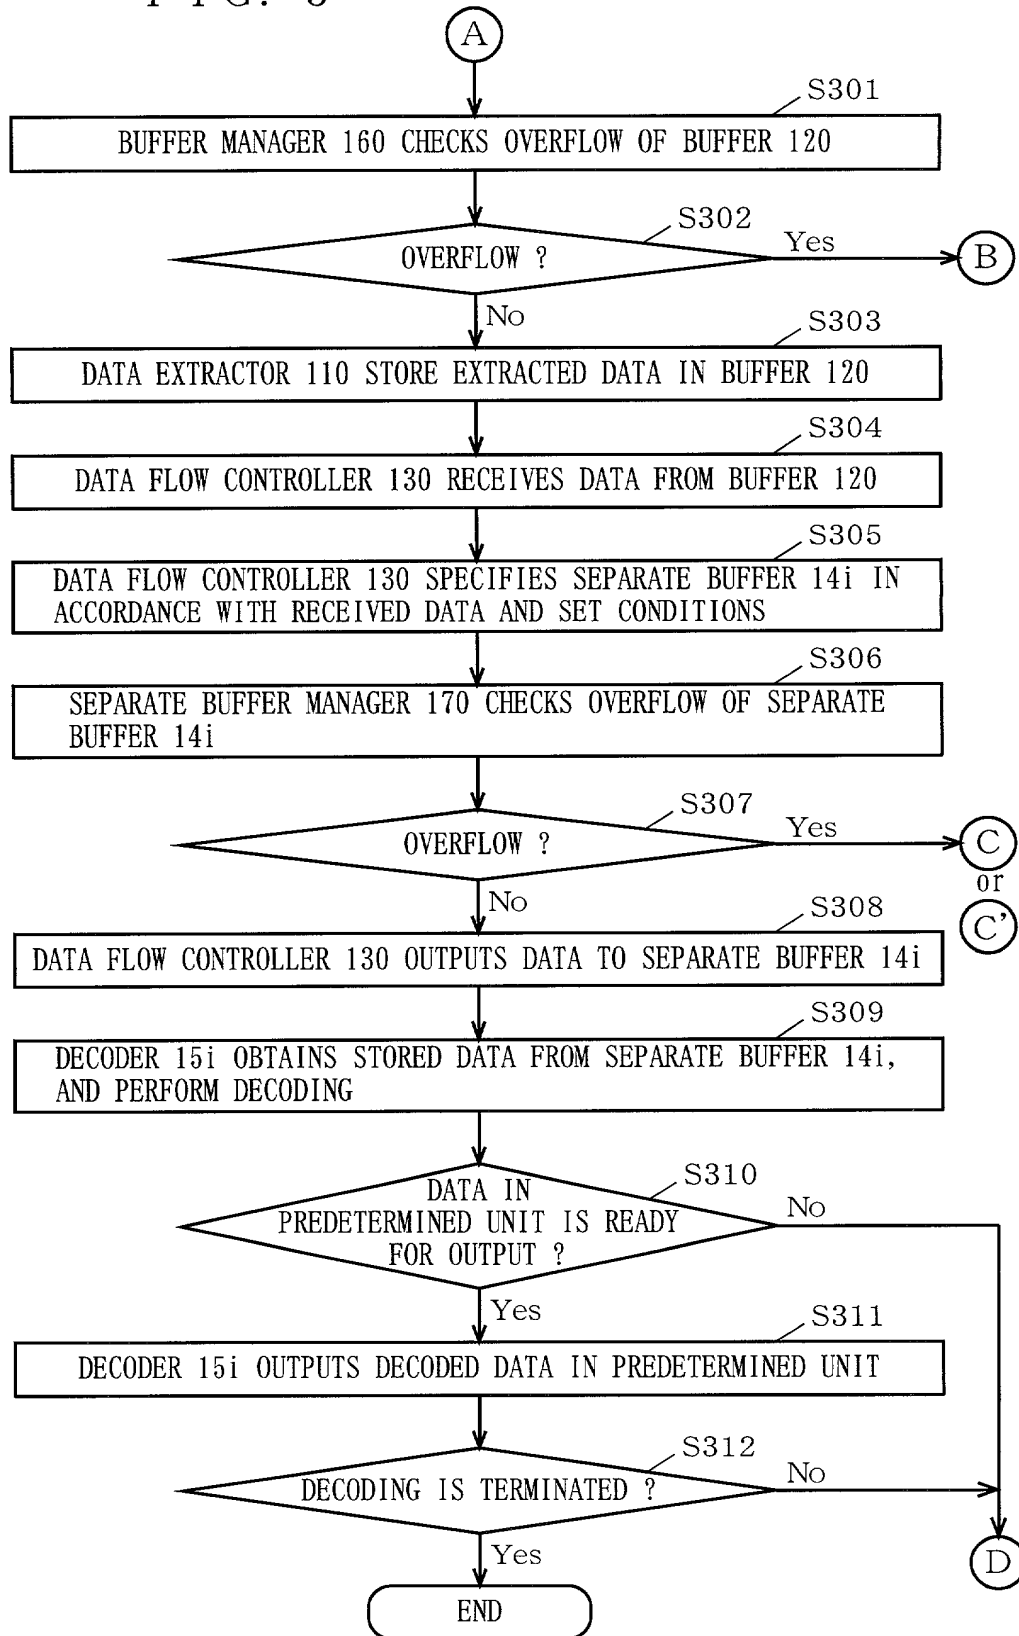 A
S301
BUFFER MANAGER 160 CHECKS OVERFLOW OF BUFFER 120
S302
OVERFLOW ?
Yes
B
No
S303
DATA EXTRACTOR 110 STORE EXTRACTED DATA IN BUFFER 120
S304
DATA FLOW CONTROLLER 130 RECEIVES DATA FROM BUFFER 120
S305
DATA FLOW CONTROLLER 130 SPECIFIES SEPARATE BUFFER 14i IN
ACCORDANCE WITH RECEIVED DATA AND SET CONDITIONS
S306
SEPARATE BUFFER MANAGER 170 CHECKS OVERFLOW OF SEPARATE
BUFFER 14i
S307
OVERFLOW ?
Yes
C
or
C'
No
S308
DATA FLOW CONTROLLER 130 OUTPUTS DATA TO SEPARATE BUFFER 14i
S309
DECODER 15i OBTAINS STORED DATA FROM SEPARATE BUFFER 14i,
AND PERFORM DECODING
S310
DATA IN
PREDETERMINED UNIT IS READY
FOR OUTPUT ?
No
Yes
S311
DECODER 15i OUTPUTS DECODED DATA IN PREDETERMINED UNIT
S312
DECODING IS TERMINATED ?
No
Yes
D
END